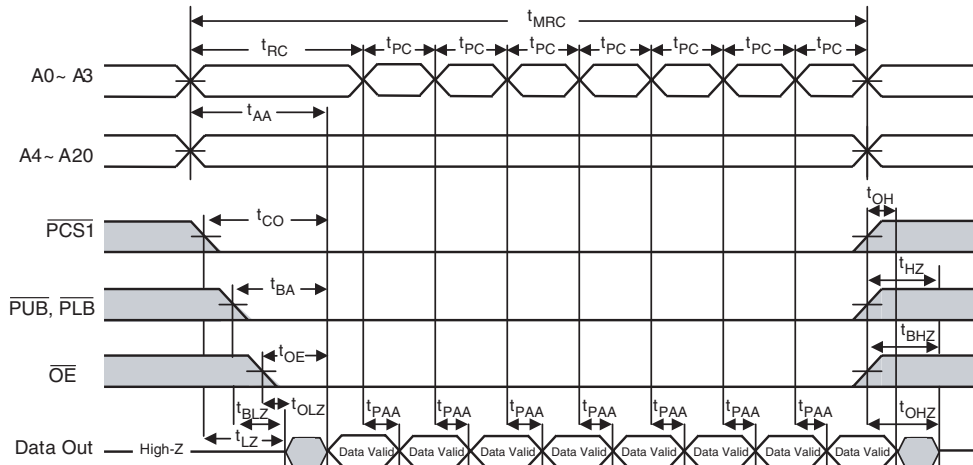 tMRC
tRC tPC tPC tPC tPC tPC tPC tPC
A0~ A3
tAA
A4~ A20
tCO tOH
PCS1
tBA tHZ
PUB, PLB
tOE tBHZ
OE
tBLZ tOLZ tPAA tPAA tPAA tPAA tPAA tPAA tPAA tOHZ
tLZ
Data Out High-Z Data Valid Data Valid Data Valid Data Valid Data Valid Data Valid Data Valid Data Valid